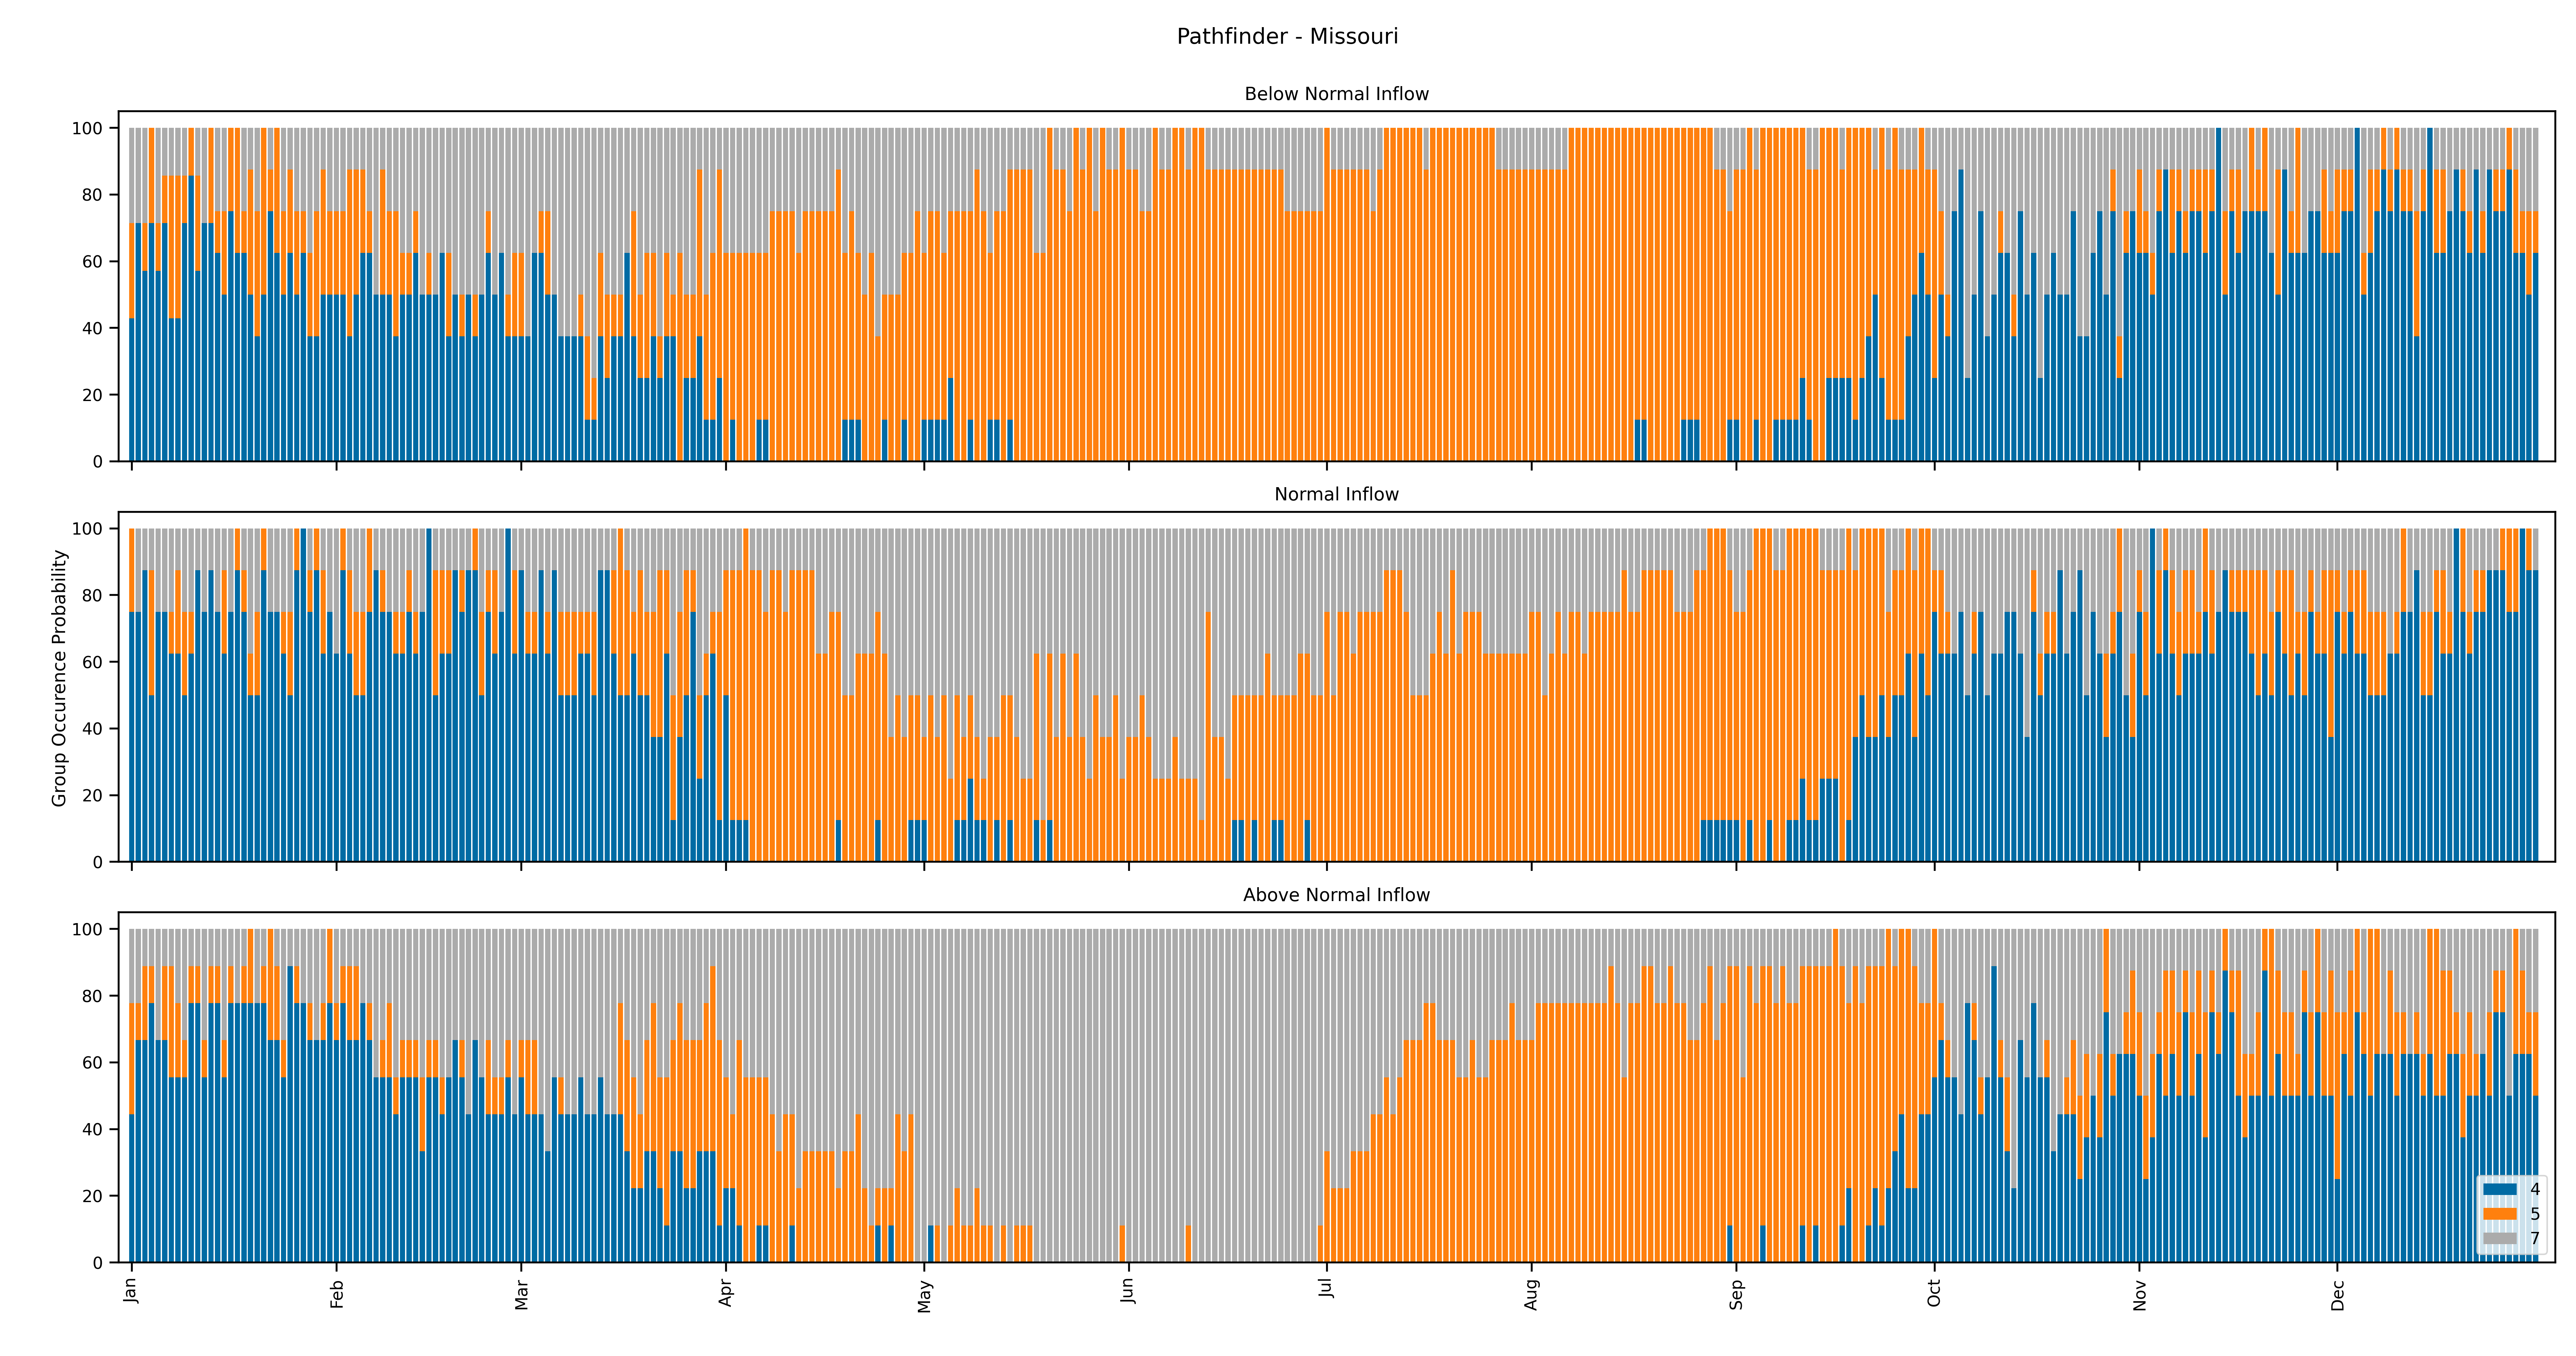 Pathfinder - Missouri
Below Normal Inflow
100
80
60
40
20
0
Normal Inflow
Group Occurence Probability
100
80
60
40
20
0
Above Normal Inflow
100
80
60
40
20
0
4
5
7
Jan
Feb
Mar
Apr
May
Jun
Jul
Aug
Sep
Oct
Nov
Dec